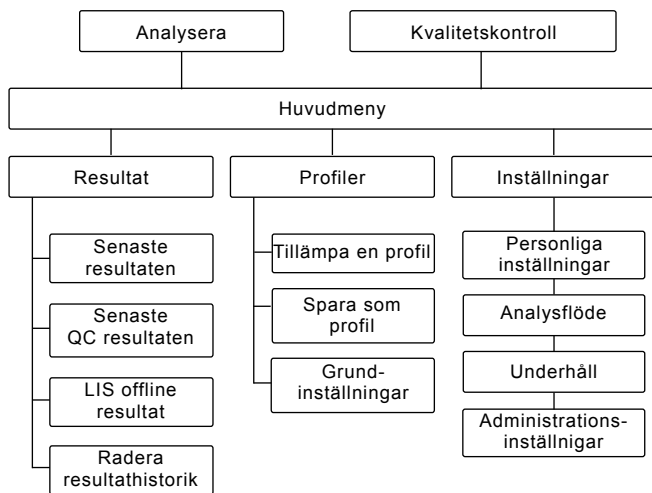 Analysera
Kvalitetskontroll
Huvudmeny
Resultat
Profiler
Inställningar
Senaste
resultaten
Senaste
QC resultaten
LIS offline
resultat
Radera
resultathistorik
Tillämpa en profil
Spara som
profil
Grund-
inställningar
Personliga
inställningar
Analysflöde
Underhåll
Administrations-
inställnigar